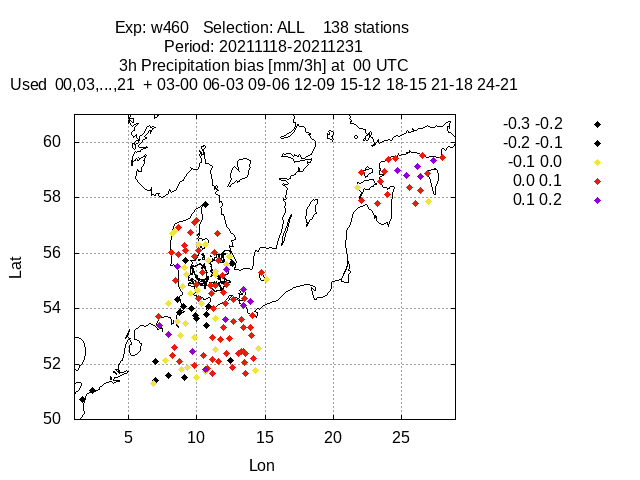 Exp: w460 Selection: ALL 138 stations
Period: 20211118-20211231
3h Precipitation bias [mm/3h] at 00 UTC
Used 00,03,...,21 + 03-00 06-03 09-06 12-09 15-12 18-15 21-18 24-21
-0.3 -0.2
-0.2 -0.1
-0.1 0.0
0.0 0.1
0.1 0.2
60
58
56
54
52
50
Lat
5 10 15 20 25
Lon